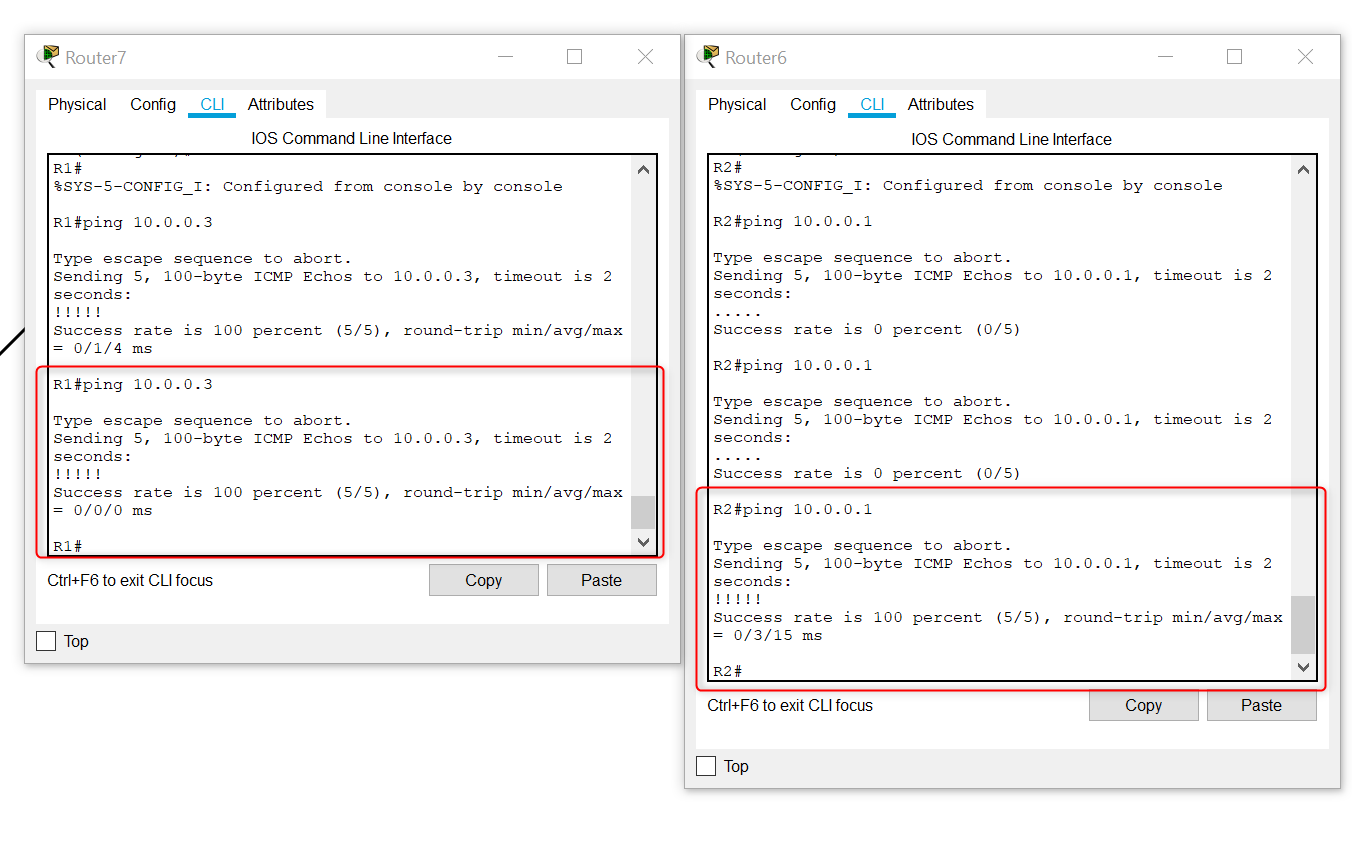 Router7
Physical Config CLI Attributes
IOS Command Line Interface
R1#
%SYS-5-CONFIG_I: Configured from console by console
R1#ping 10.0.0.3
Type escape sequence to abort.
Sending 5, 100-byte ICMP Echos to 10.0.0.3, timeout is 2
seconds:
!!!!!
Success rate is 100 percent (5/5), round-trip min/avg/max
= 0/1/4 ms
R1#ping 10.0.0.3
Type escape sequence to abort.
Sending 5, 100-byte ICMP Echos to 10.0.0.3, timeout is 2
seconds:
!!!!!
Success rate is 100 percent (5/5), round-trip min/avg/max
= 0/0/0 ms
R1#
Ctrl+F6 to exit CLI focus
Copy
Paste
Top
Router6
Physical Config CLI Attributes
IOS Command Line Interface
R2#
%SYS-5-CONFIG_I: Configured from console by console
R2#ping 10.0.0.1
Type escape sequence to abort.
Sending 5, 100-byte ICMP Echos to 10.0.0.1, timeout is 2
seconds:
.....
Success rate is 0 percent (0/5)
R2#ping 10.0.0.1
Type escape sequence to abort.
Sending 5, 100-byte ICMP Echos to 10.0.0.1, timeout is 2
seconds:
.....
Success rate is 0 percent (0/5)
R2#ping 10.0.0.1
Type escape sequence to abort.
Sending 5, 100-byte ICMP Echos to 10.0.0.1, timeout is 2
seconds:
!!!!!
Success rate is 100 percent (5/5), round-trip min/avg/max
= 0/3/15 ms
R2#
Ctrl+F6 to exit CLI focus
Copy
Paste
Top